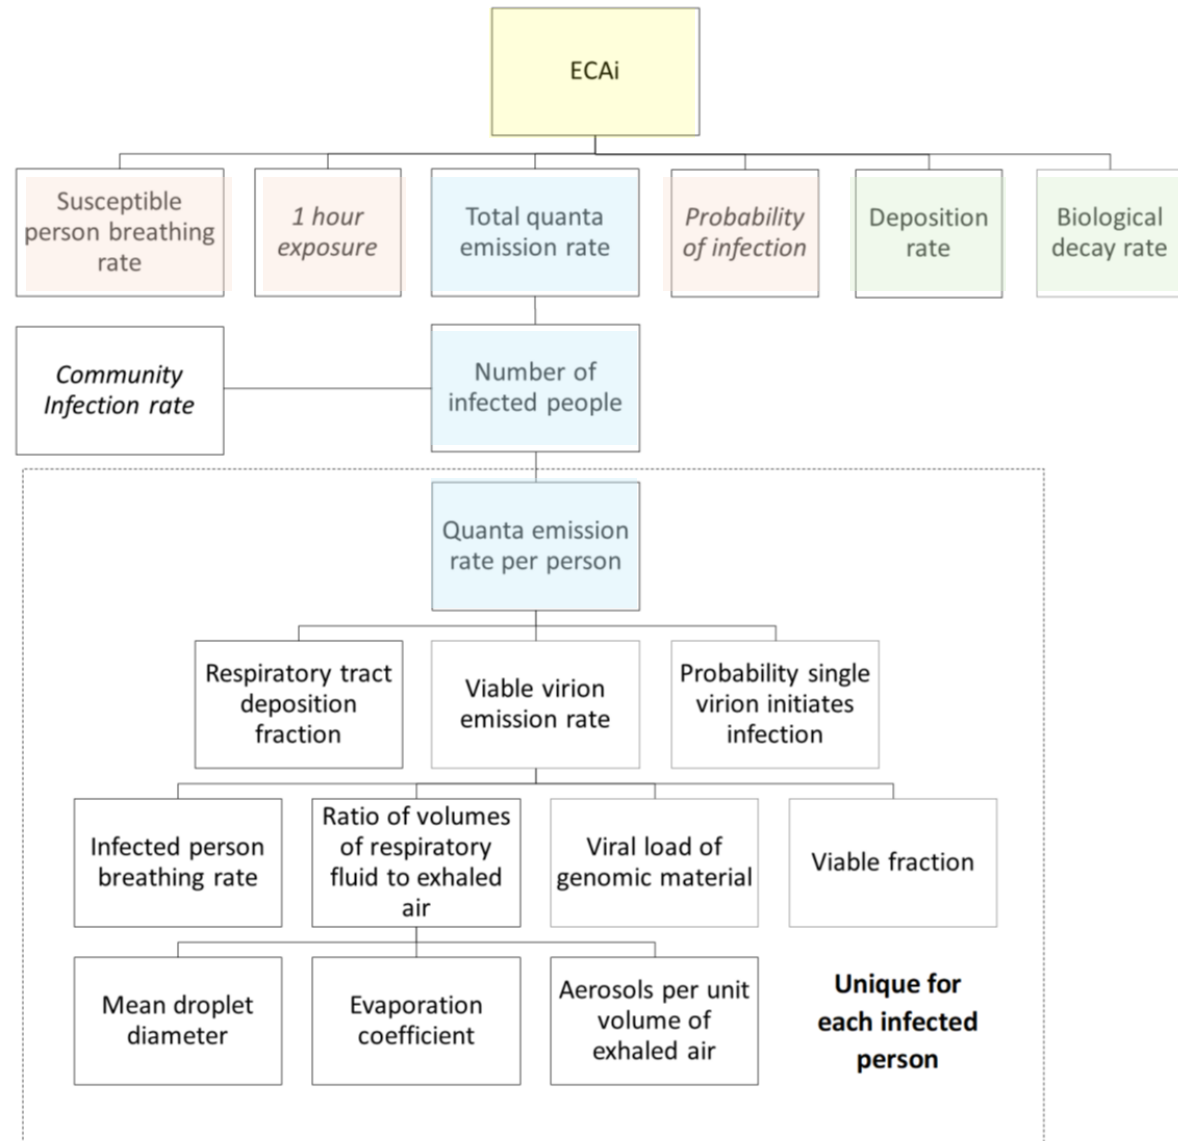 ECAi
Susceptible
person breathing
rate
1 hour
exposure
Total quanta
emission rate
Probability
of infection
Deposition
rate
Biological
decay rate
Community
Infection rate
Number of
infected people
Quanta emission
rate per person
Respiratory tract
deposition
fraction
Viable virion
emission rate
Probability single
virion initiates
infection
Infected person
breathing rate
Ratio of volumes
of respiratory
fluid to exhaled
air
Viral load of
genomic material
Viable fraction
Mean droplet
diameter
Evaporation
coefficient
Aerosols per unit
volume of
exhaled air
Unique for
each infected
person